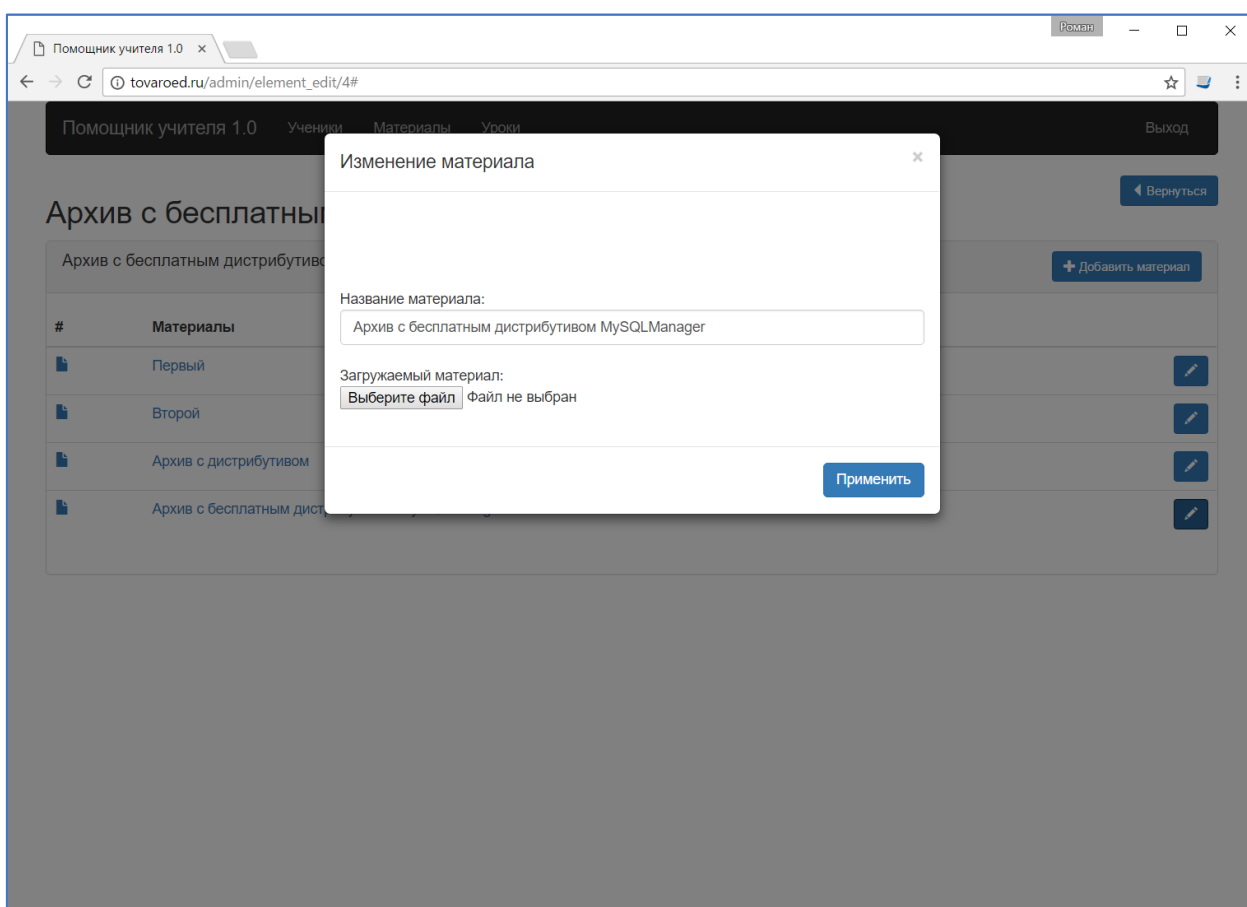 Роман
Помощник учителя 1.0
tovaroed.ru/admin/element_edit/4#
Помощник учителя 1.0 Ученики Материалы Уроки Выход
Изменение материала
Вернуться
Архив с бесплатны
Архив с бесплатным дистрибутив
Добавить материал
Название материала:
# Материалы
Архив с бесплатным дистрибутивом MySQLManager
Первый
Загружаемый материал:
Выберите файл Файл не выбран
Второй
Архив с дистрибутивом
Применить
Архив с бесплатным дист